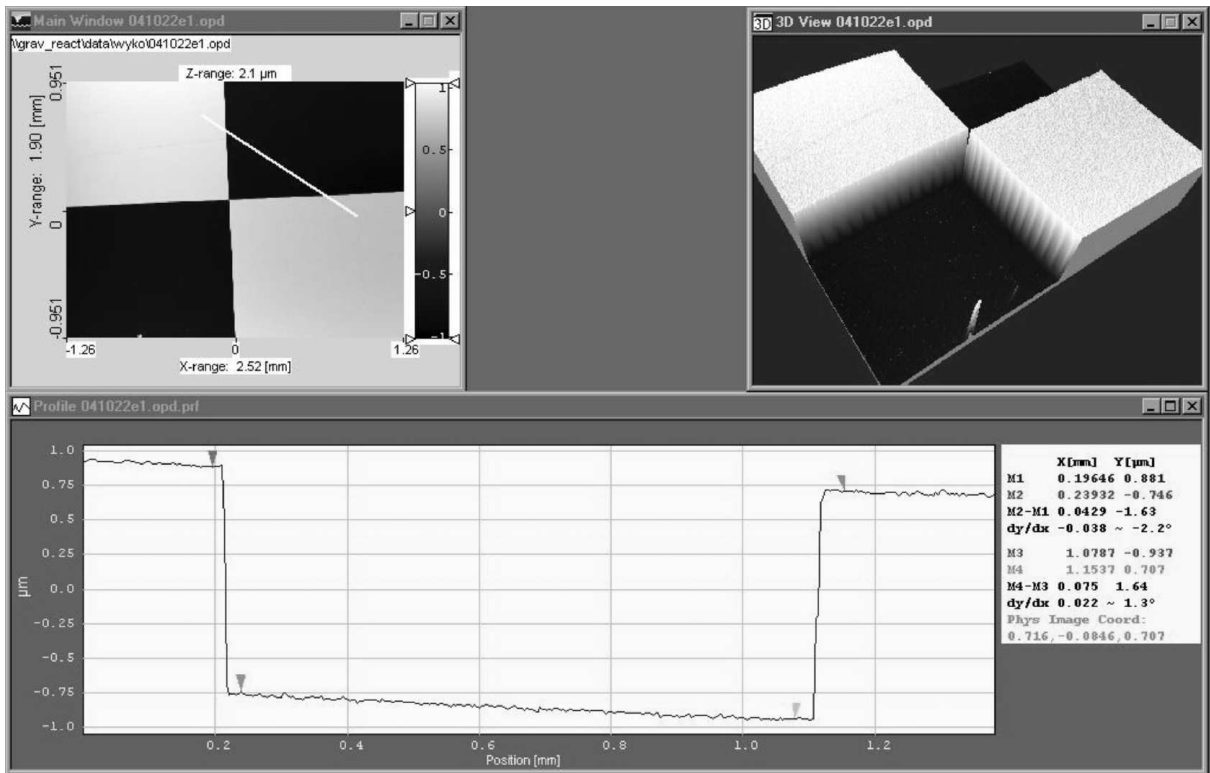 Main Window 041022e1.opd
\\grav_react\data\wyko\041022e1.opd
Z-range: 2.1 µm
0.951
Y-range: 1.90 [mm]
0
-0.951
-1.26
0
1.26
X-range: 2.52 [mm]
1
0.5
0
-0.5
-1
3D
3D View 041022e1.opd
Profile 041022e1.opd.prf
1.0
0.75
0.5
0.25
0.0
-0.25
-0.5
-0.75
-1.0
µm
0.2 0.4 0.6 0.8 1.0 1.2
Position [mm]
X[mm] Y[µm]
M1 0.19646 0.881
M2 0.23932 -0.746
M2-M1 0.0429 -1.63
dy/dx -0.038 ~ -2.2°
M3 1.0787 -0.937
M4 1.1537 0.707
M4-M3 0.075 1.64
dy/dx 0.022 ~ 1.3°
Phys Image Coord:
0.716,-0.0846,0.707